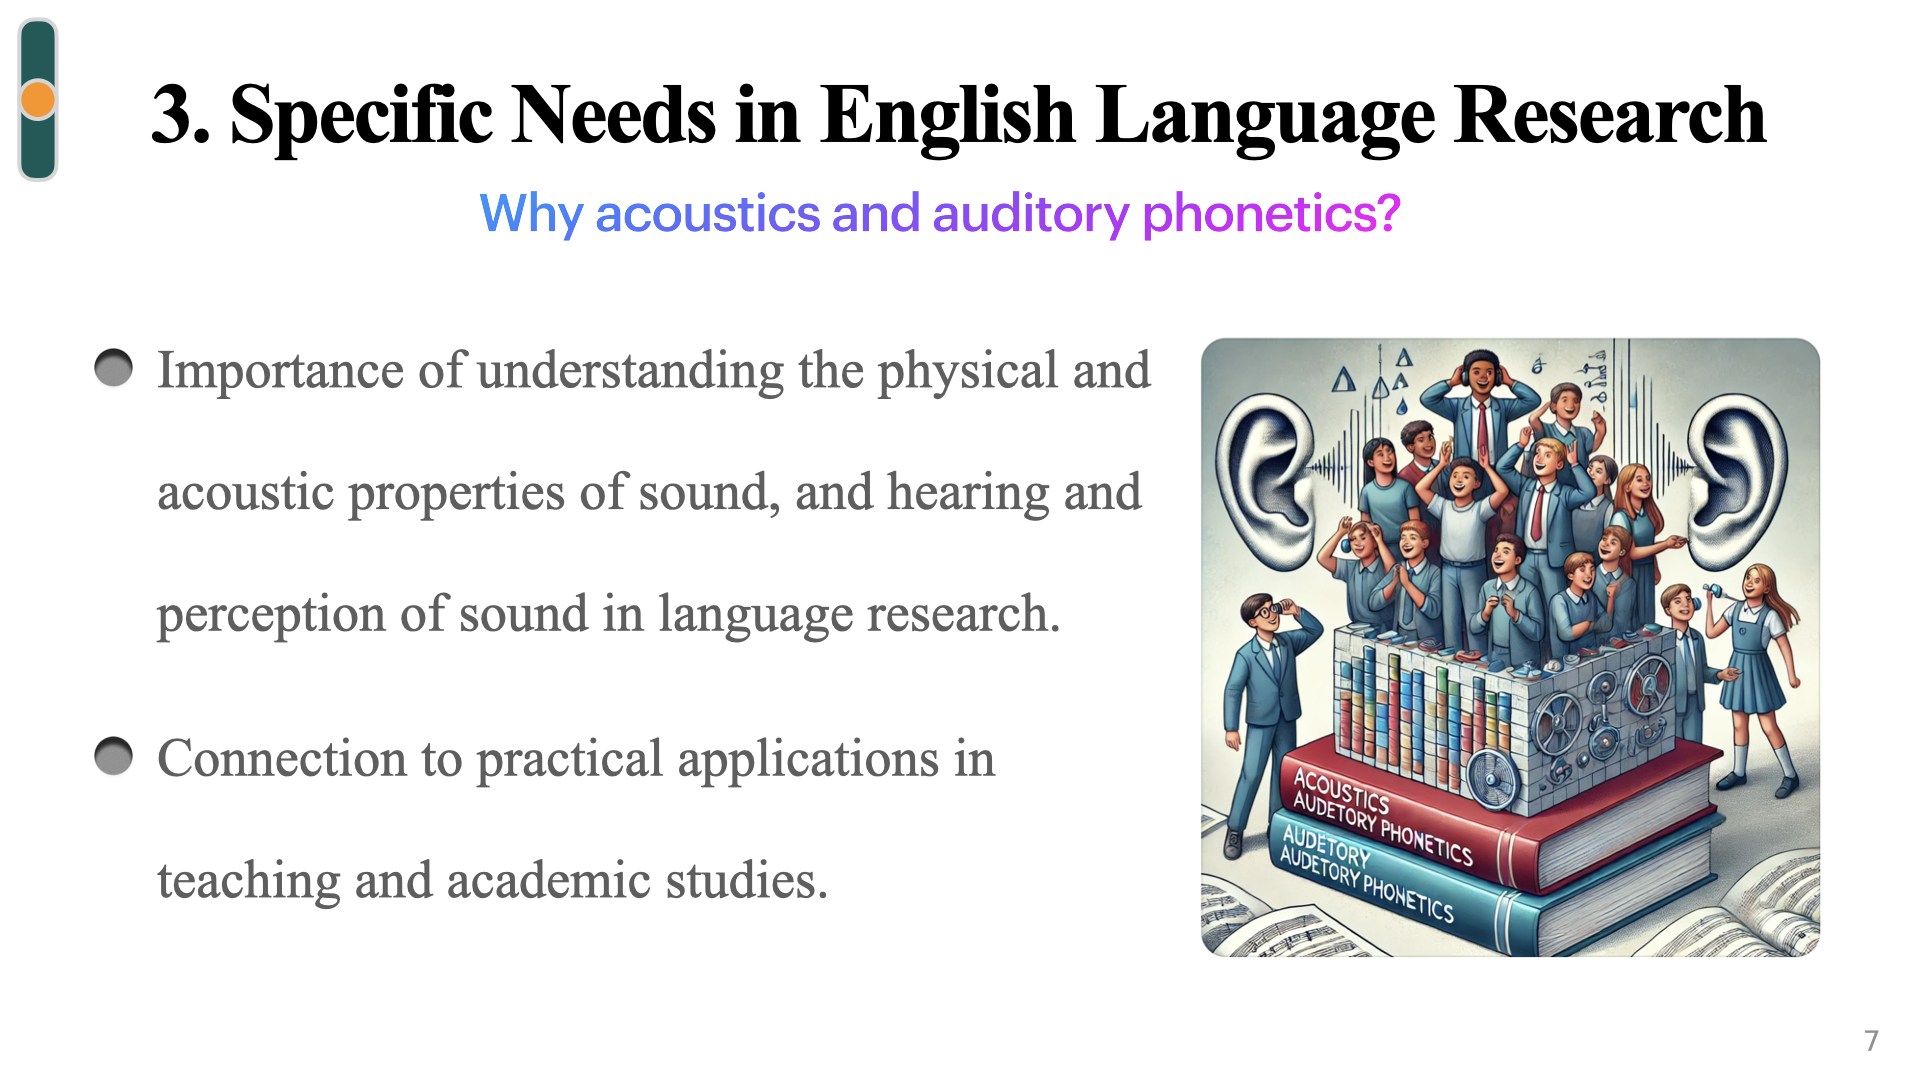 3. Specific Needs in English Language Research
Why acoustics and auditory phonetics?
Importance of understanding the physical and
acoustic properties of sound, and hearing and
perception of sound in language research.
Connection to practical applications in
teaching and academic studies.
ACOUSTICS
AUDETORY PHONETICS
AUDETORY
AUDETORY PHONETICS
7